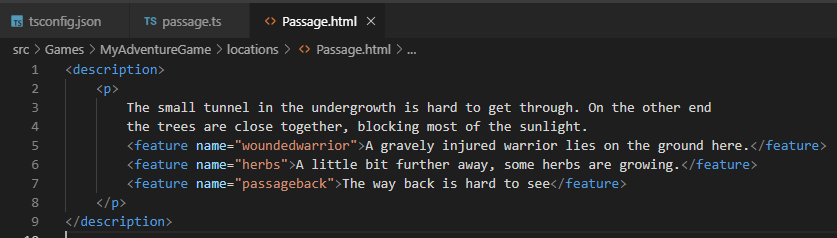 tsconfig.json TS passage.ts <> Passage.html ×
src > Games > MyAdventureGame > locations > <> Passage.html > ...
1 <description>
2 <p>
3 The small tunnel in the undergrowth is hard to get through. On the other end
4 the trees are close together, blocking most of the sunlight.
5 <feature name="woundedwarrior">A gravely injured warrior lies on the ground here.</feature>
6 <feature name="herbs">A little bit further away, some herbs are growing.</feature>
7 <feature name="passageback">The way back is hard to see</feature>
8 </p>
9 </description>
10